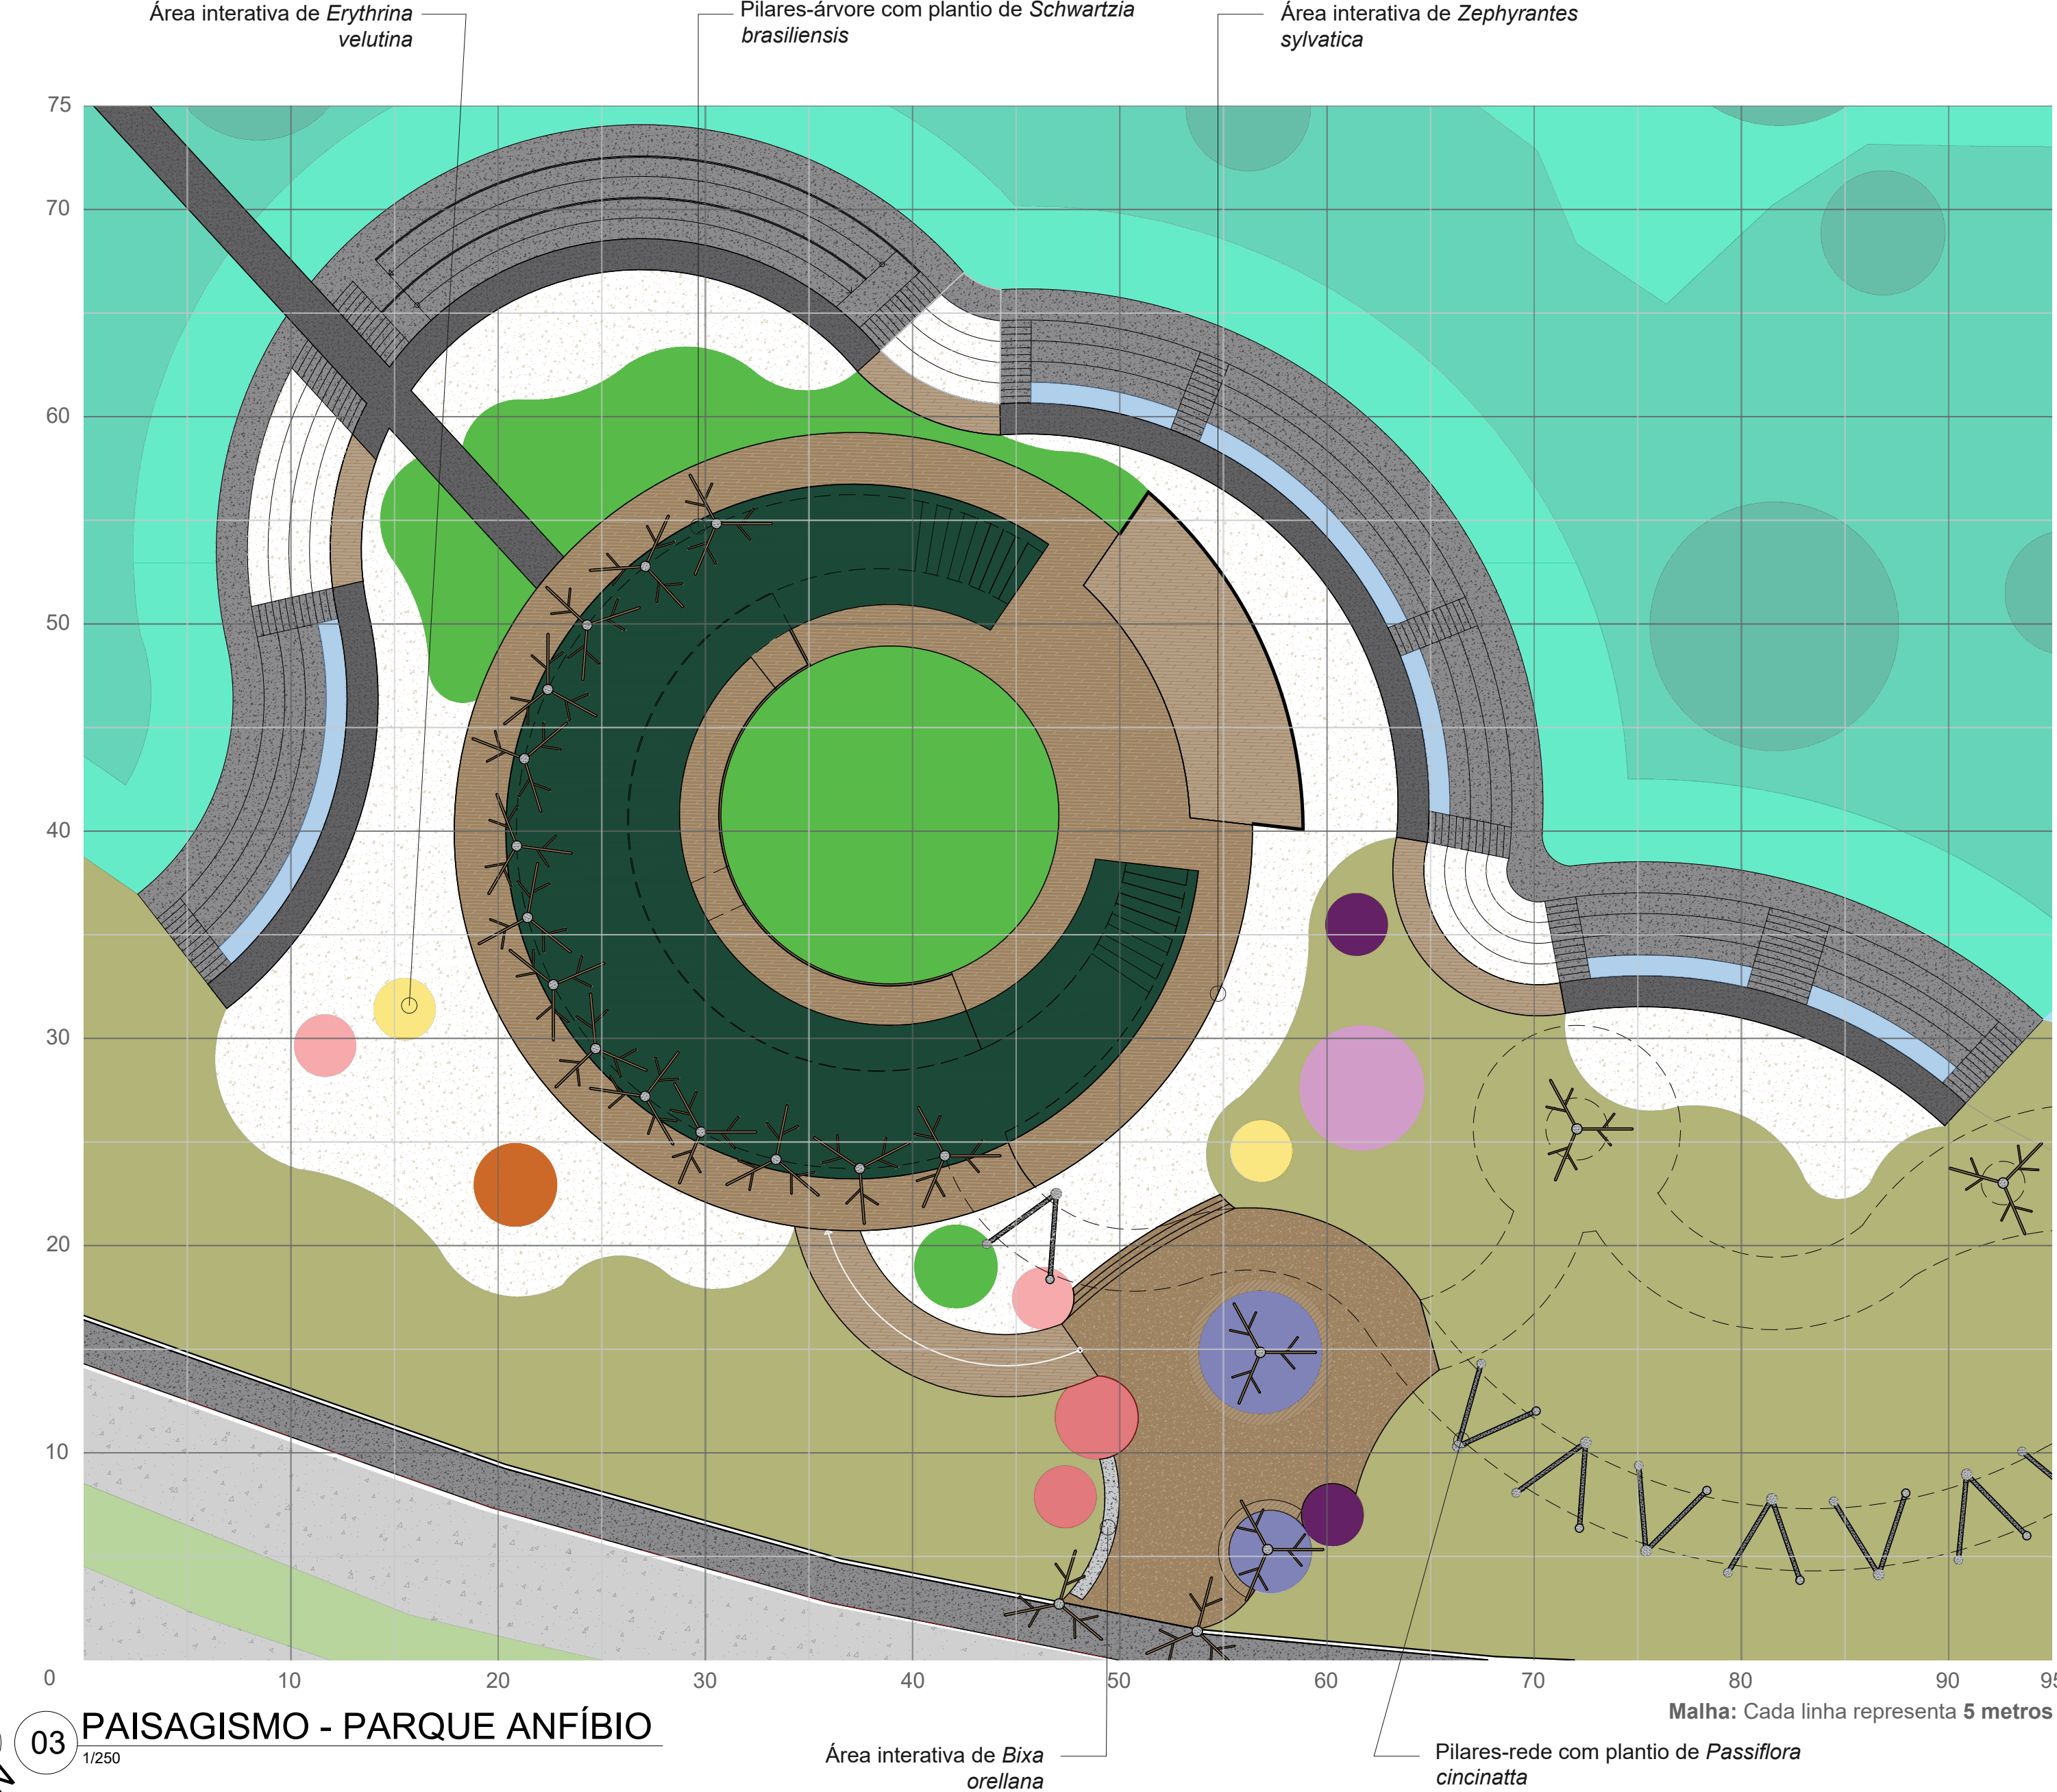 Área interativa de Erythrina
velutina
Pilares-árvore com plantio de Schwartzia
brasiliensis
Área interativa de Zephyrantes
sylvatica
75
70
60
50
40
30
20
10
0
10
20
30
40
50
60
70
80
90
95
Malha: Cada linha representa 5 metros
03
PAISAGISMO - PARQUE ANFÍBIO
1/250
Área interativa de Bixa
orellana
Pilares-rede com plantio de Passiflora
cincinatta